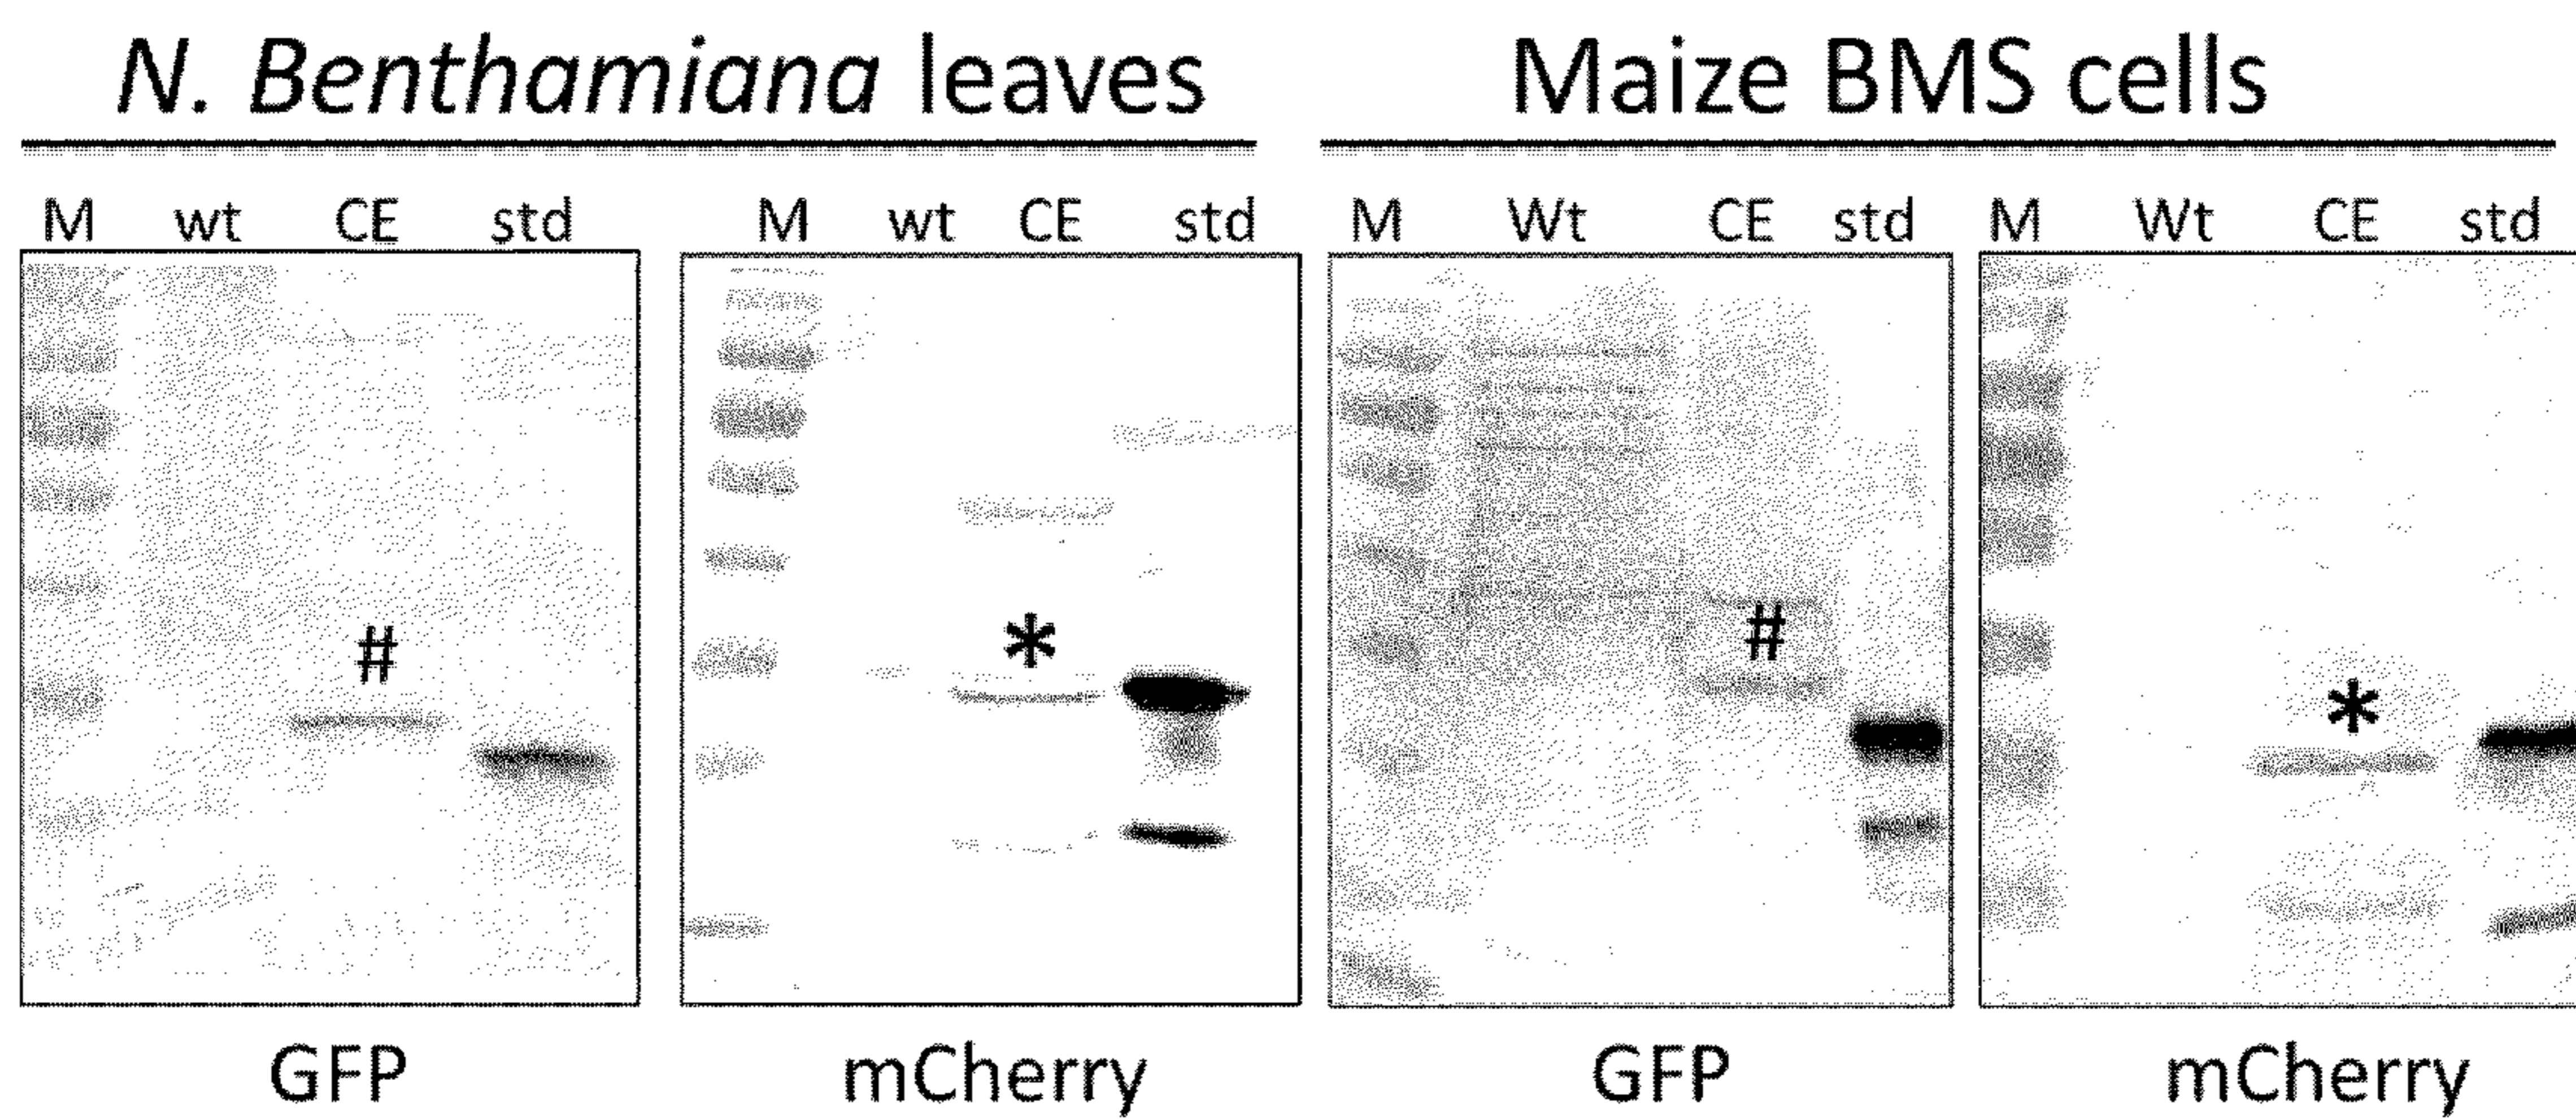 N. Benthamiana leaves Maize BMS cells
M wt CE std M wt CE std M Wt CE std M Wt CE std
# * # *
GFP mCherry GFP mCherry